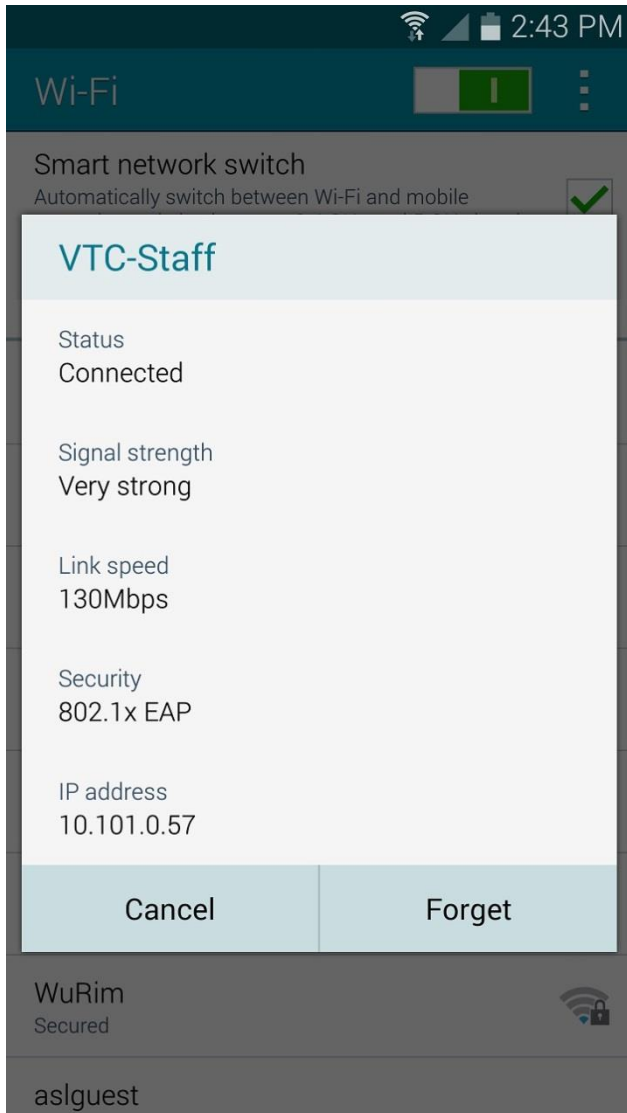 2:43 PM
Wi-Fi
Smart network switch
Automatically switch between Wi-Fi and mobile
VTC-Staff
Status
Connected
Signal strength
Very strong
Link speed
130Mbps
Security
802.1x EAP
IP address
10.101.0.57
Cancel
Forget
WuRim
Secured
aslguest